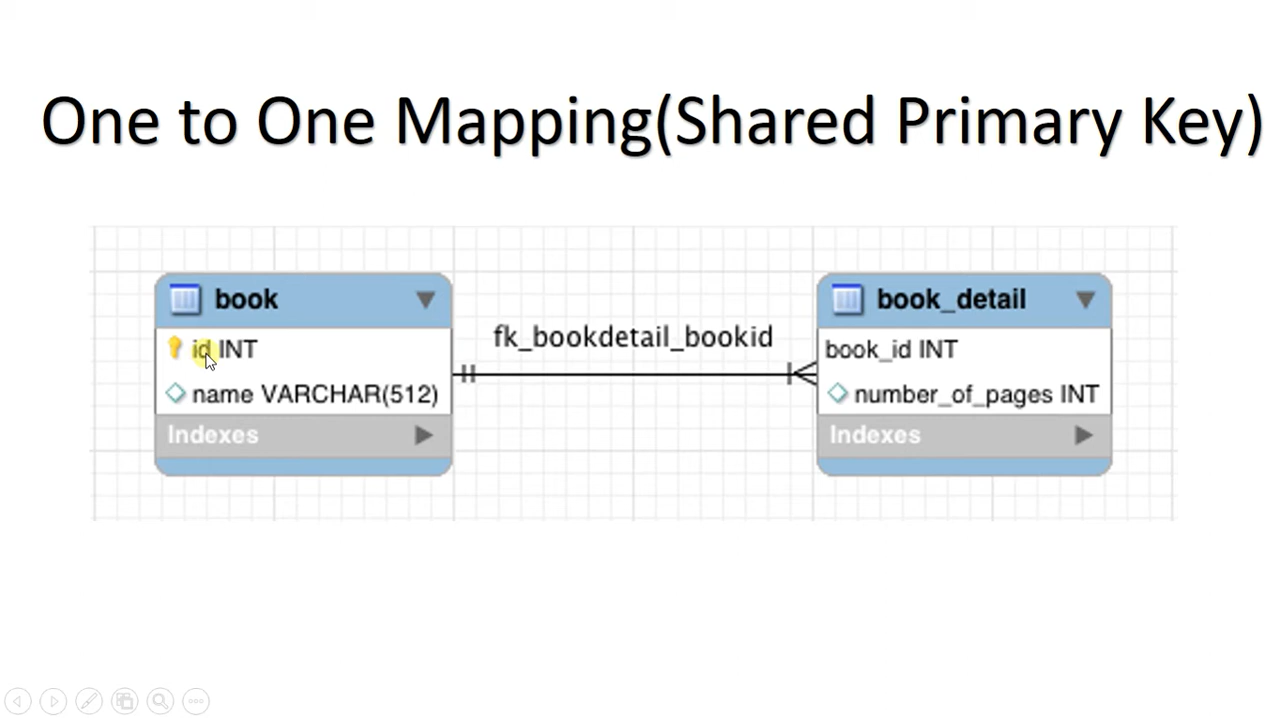 One to One Mapping(Shared Primary Key)
book
id INT
name VARCHAR(512)
Indexes
fk_bookdetail_bookid
book_detail
book_id INT
number_of_pages INT
Indexes